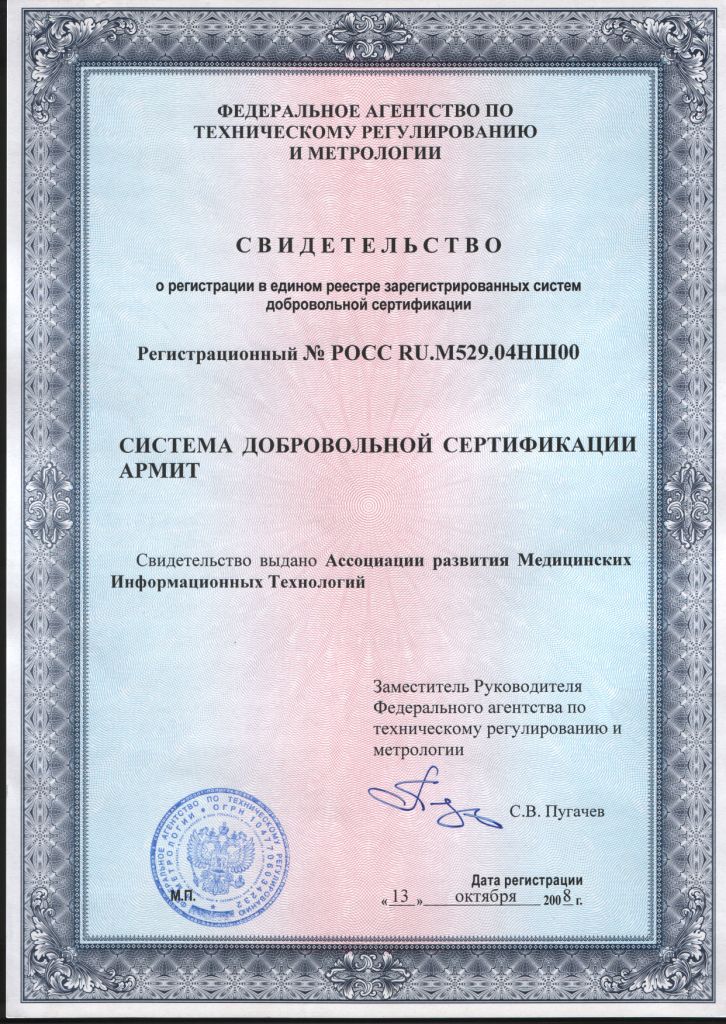 ФЕДЕРАЛЬНОЕ АГЕНТСТВО ПО
ТЕХНИЧЕСКОМУ РЕГУЛИРОВАНИЮ
И МЕТРОЛОГИИ
СВИДЕТЕЛЬСТВО
о регистрации в едином реестре зарегистрированных систем
добровольной сертификации
Регистрационный № РОСС RU.М529.04НШ00
СИСТЕМА ДОБРОВОЛЬНОЙ СЕРТИФИКАЦИИ
АРМИТ
Свидетельство выдано Ассоциации развития Медицинских
Информационных Технологий
Заместитель Руководителя
Федерального агентства по
техническому регулированию и
метрологии
С.В. Пугачев
ФЕДЕРАЛЬНОЕ АГЕНТСТВО ПО ТЕХНИЧЕСКОМУ РЕГУЛИРОВАНИЮ
И МЕТРОЛОГИИ • ОГРН 1047706034232
М.П.
Дата регистрации
« 13 » октября 2008 г.